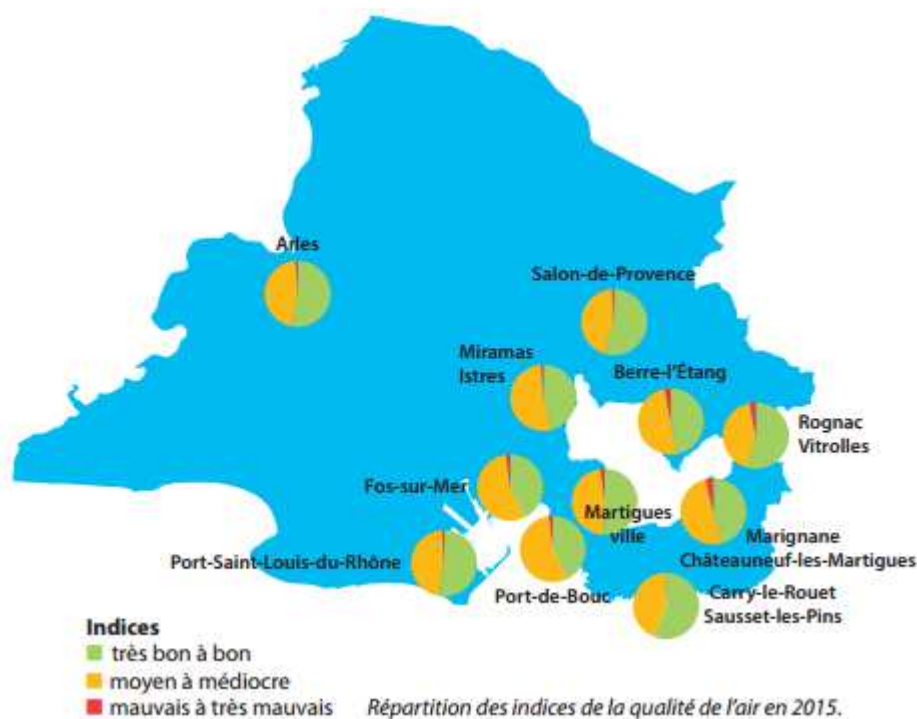 Arles
Salon-de-Provence
Miramas
Istres
Berre-l'Étang
Rognac
Vitrolles
Fos-sur-Mer
Martigues
ville
Marignane
Châteauneuf-les-Martigues
Port-Saint-Louis-du-Rhône
Port-de-Bouc
Carry-le-Rouet
Sausset-les-Pins
Indices
très bon à bon
moyen à médiocre
mauvais à très mauvais
Répartition des indices de la qualité de l'air en 2015.